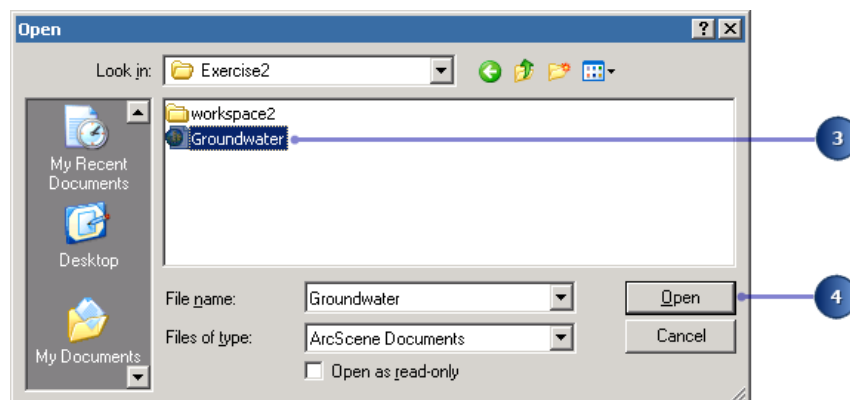 Open
Look in: Exercise2
workspace2
Groundwater
3
My Recent
Documents
Desktop
My Documents
File name: Groundwater Open
4
Files of type: ArcScene Documents Cancel
Open as read-only